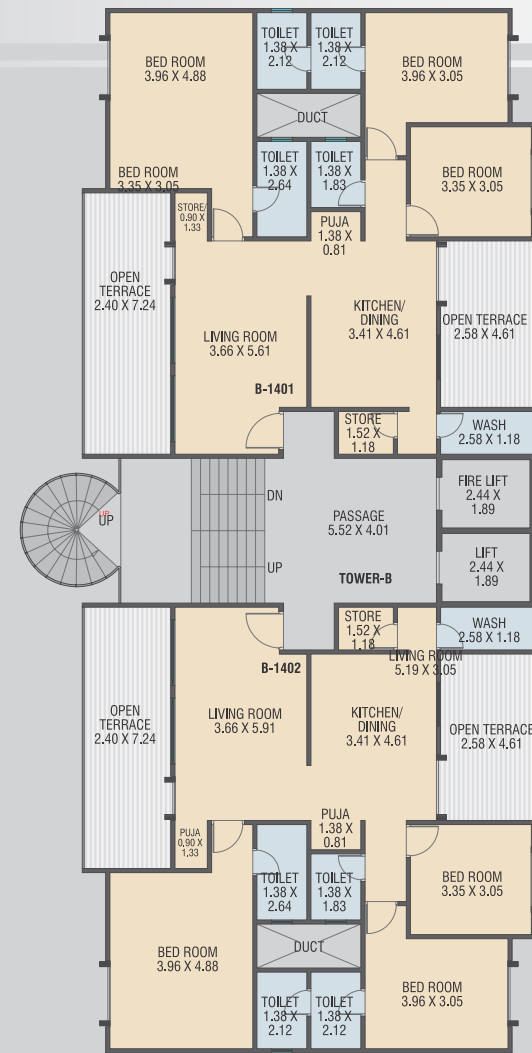 TOILET
1.38 X
2.12
TOILET
1.38 X
2.12
BED ROOM
3.96 X 4.88
BED ROOM
3.96 X 3.05
DUCT
TOILET
1.38 X
2.64
TOILET
1.38 X
1.83
BED ROOM
3.35 X 3.05
BED ROOM
3.35 X 3.05
STORE/
0.90 X
1.33
PUJA
1.38 X
0.81
OPEN
TERRACE
2.40 X 7.24
KITCHEN/
DINING
3.41 X 4.61
OPEN TERRACE
2.58 X 4.61
LIVING ROOM
3.66 X 5.61
B-1401
STORE
1.52 X
1.18
WASH
2.58 X 1.18
FIRE LIFT
2.44 X
1.89
DN
UP
UP
PASSAGE
5.52 X 4.01
LIFT
2.44 X
1.89
UP
TOWER-B
STORE
1.52 X
1.18
WASH
2.58 X 1.18
LIVING ROOM
5.19 X 3.05
B-1402
OPEN
TERRACE
2.40 X 7.24
LIVING ROOM
3.66 X 5.91
KITCHEN/
DINING
3.41 X 4.61
OPEN TERRACE
2.58 X 4.61
PUJA
0,90 X
1,33
PUJA
1.38 X
0.81
TOILET
1.38 X
2.64
TOILET
1.38 X
1.83
BED ROOM
3.35 X 3.05
BED ROOM
3.96 X 4.88
DUCT
BED ROOM
3.96 X 3.05
TOILET
1.38 X
2.12
TOILET
1.38 X
2.12